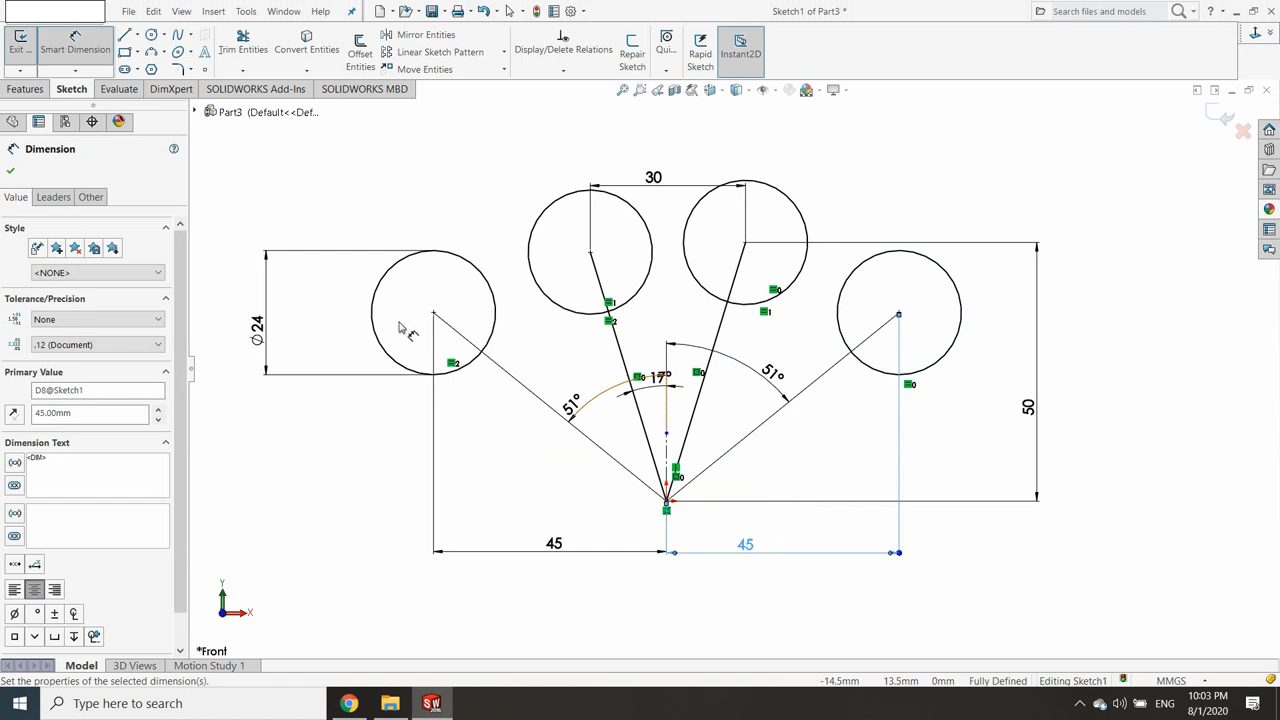 File Edit View Insert Tools Window Help
Sketch1 of Part3 *
Search files and models
Exit ...
Smart Dimension
Trim Entities
Convert Entities
Offset Entities
Mirror Entities
Linear Sketch Pattern
Move Entities
Display/Delete Relations
Repair Sketch
Qui...
Rapid Sketch
Instant2D
Features Sketch Evaluate DimXpert SOLIDWORKS Add-Ins SOLIDWORKS MBD
Part3 (Default<<Def...
Dimension
Value Leaders Other
Style
<NONE>
Tolerance/Precision
None
.12 (Document)
Primary Value
D8@Sketch1
45.00mm
Dimension Text
<DIM>
30
∅24
51°
17°
51°
50
45
45
Y
X
*Front
Model 3D Views Motion Study 1
Set the properties of the selected dimension(s).
-14.5mm 13.5mm 0mm Fully Defined Editing Sketch1 MMGS
Type here to search
ENG
10:03 PM
8/1/2020